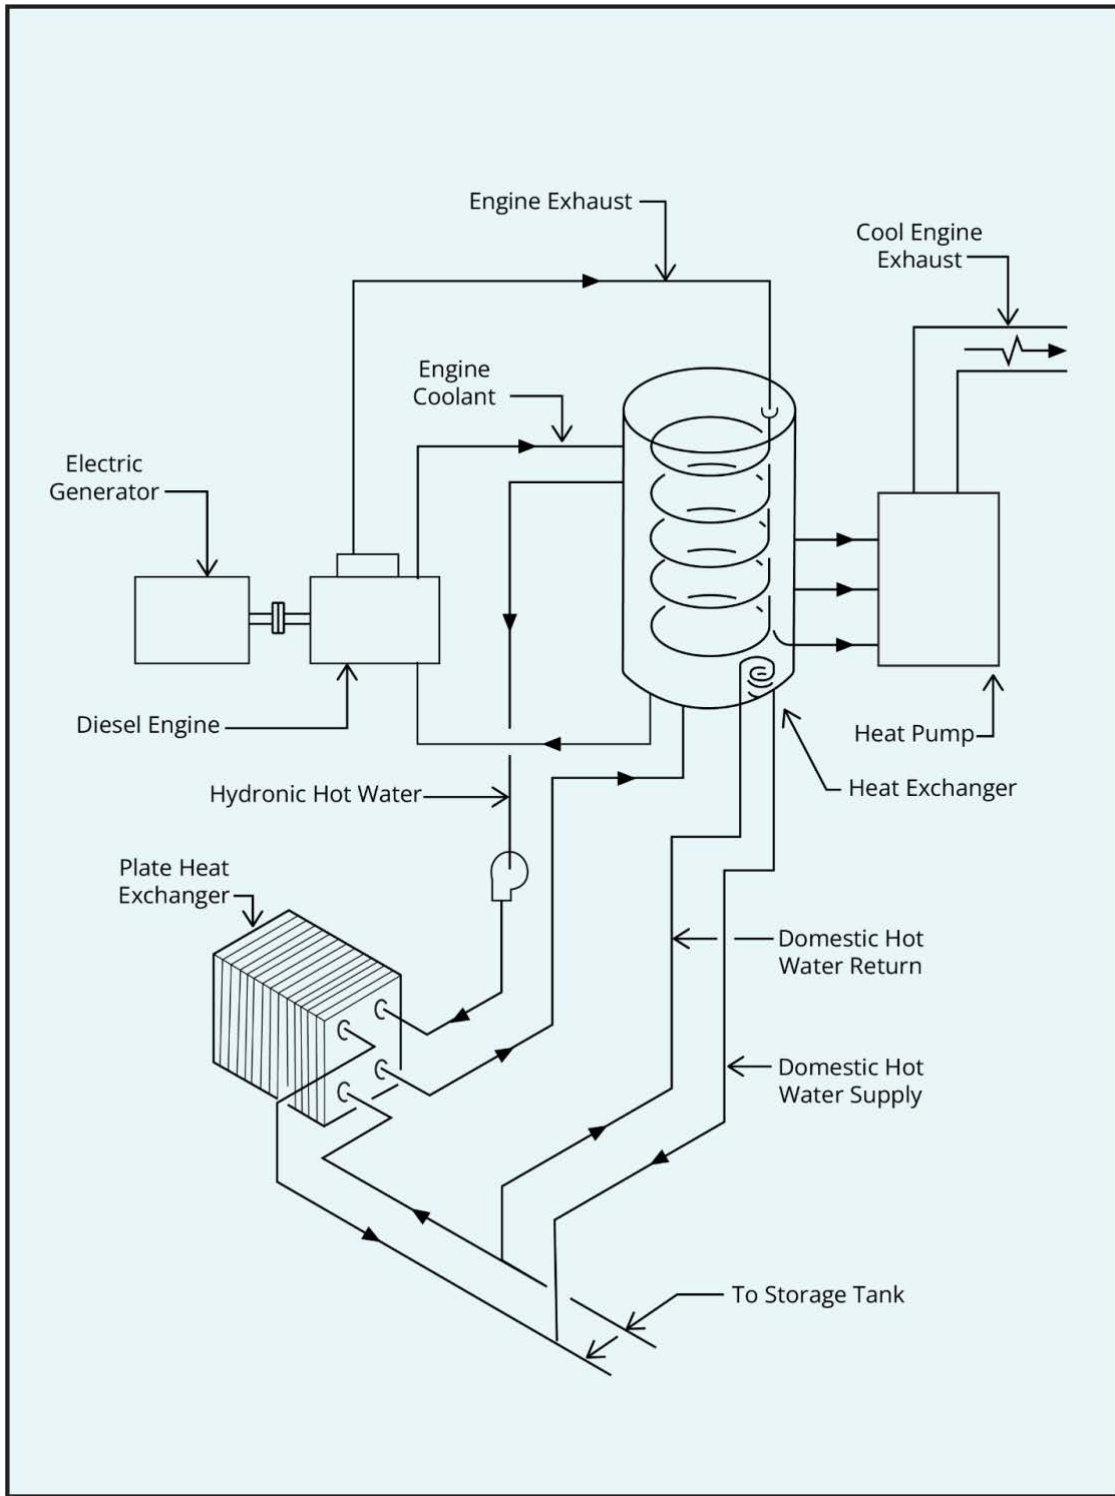 Engine Exhaust
Cool Engine
Exhaust
Engine
Coolant
Electric
Generator
Diesel Engine
Heat Pump
Hydronic Hot Water
Heat Exchanger
Plate Heat
Exchanger
Domestic Hot
Water Return
Domestic Hot
Water Supply
To Storage Tank